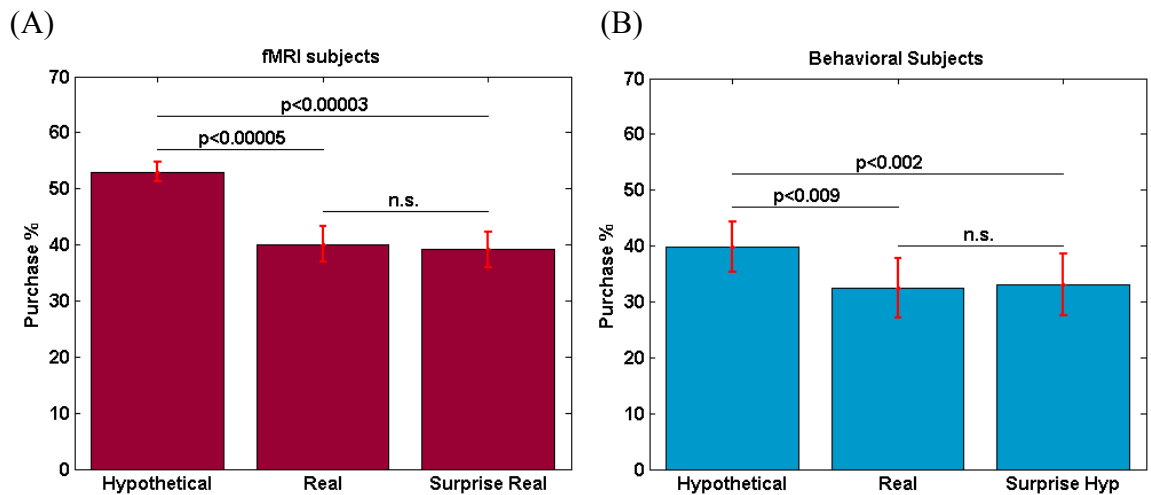 (A)
fMRI subjects
70
60
50
40
30
20
10
0
Purchase %
p<0.00003
p<0.00005
n.s.
Hypothetical Real Surprise Real
(B)
Behavioral Subjects
70
60
50
40
30
20
10
0
Purchase %
p<0.002
p<0.009
n.s.
Hypothetical Real Surprise Hyp